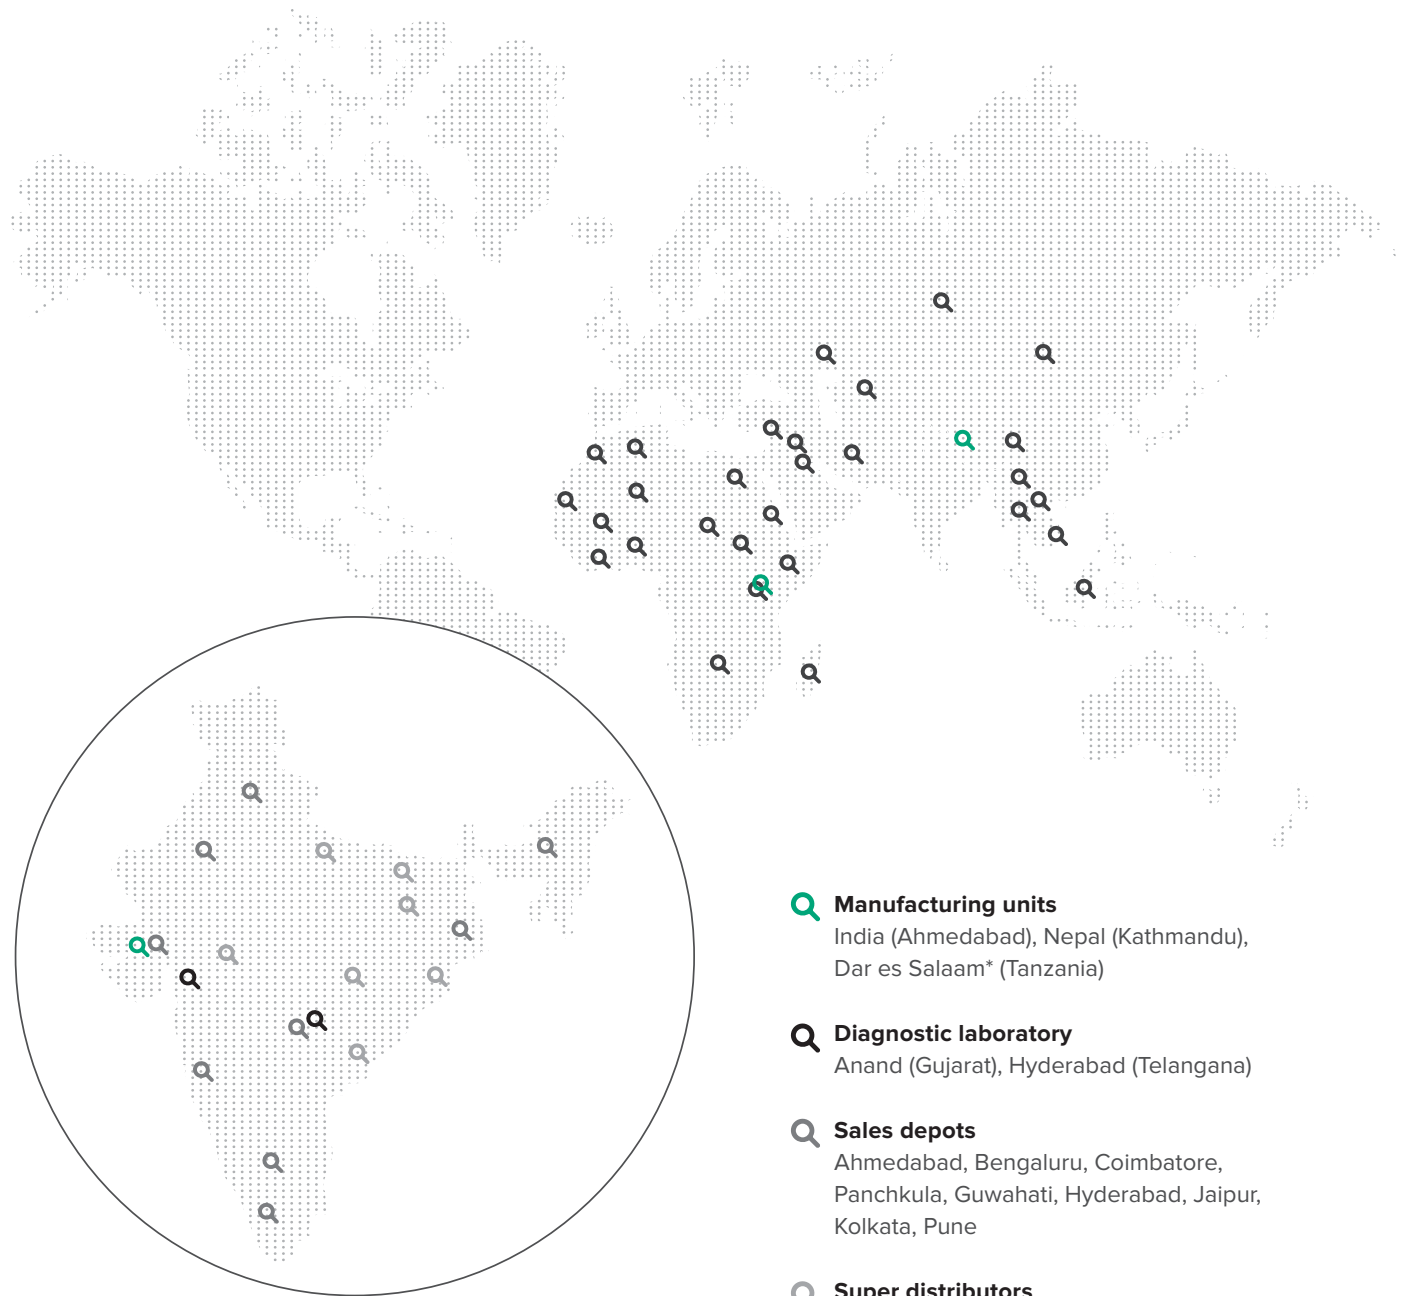 Manufacturing units
India (Ahmedabad), Nepal (Kathmandu),
Dar es Salaam* (Tanzania)
Diagnostic laboratory
Anand (Gujarat), Hyderabad (Telangana)
Sales depots
Ahmedabad, Bengaluru, Coimbatore,
Panchkula, Guwahati, Hyderabad, Jaipur,
Kolkata, Pune
Super distributors